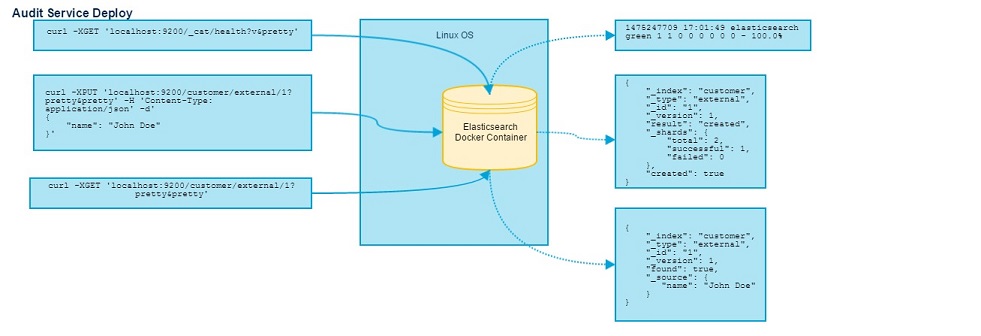 Audit Service Deploy
curl -XGET 'localhost:9200/_cat/health?v&pretty'
Linux OS
1475247709 17:01:49 elasticsearch
green 1 1 0 0 0 0 0 0 - 100.0%
curl -XPUT 'localhost:9200/customer/external/1?
pretty&pretty' -H 'Content-Type:
application/json' -d'
{
"name": "John Doe"
}'
Elasticsearch
Docker Container
{
"_index": "customer",
"_type": "external",
"_id": "1",
"_version": 1,
"result": "created",
"_shards": {
"total": 2,
"successful": 1,
"failed": 0
},
"created": true
}
curl -XGET 'localhost:9200/customer/external/1?
pretty&pretty'
{
"_index": "customer",
"_type": "external",
"_id": "1",
"_version": 1,
"found": true,
"_source": {
"name": "John Doe"
}
}